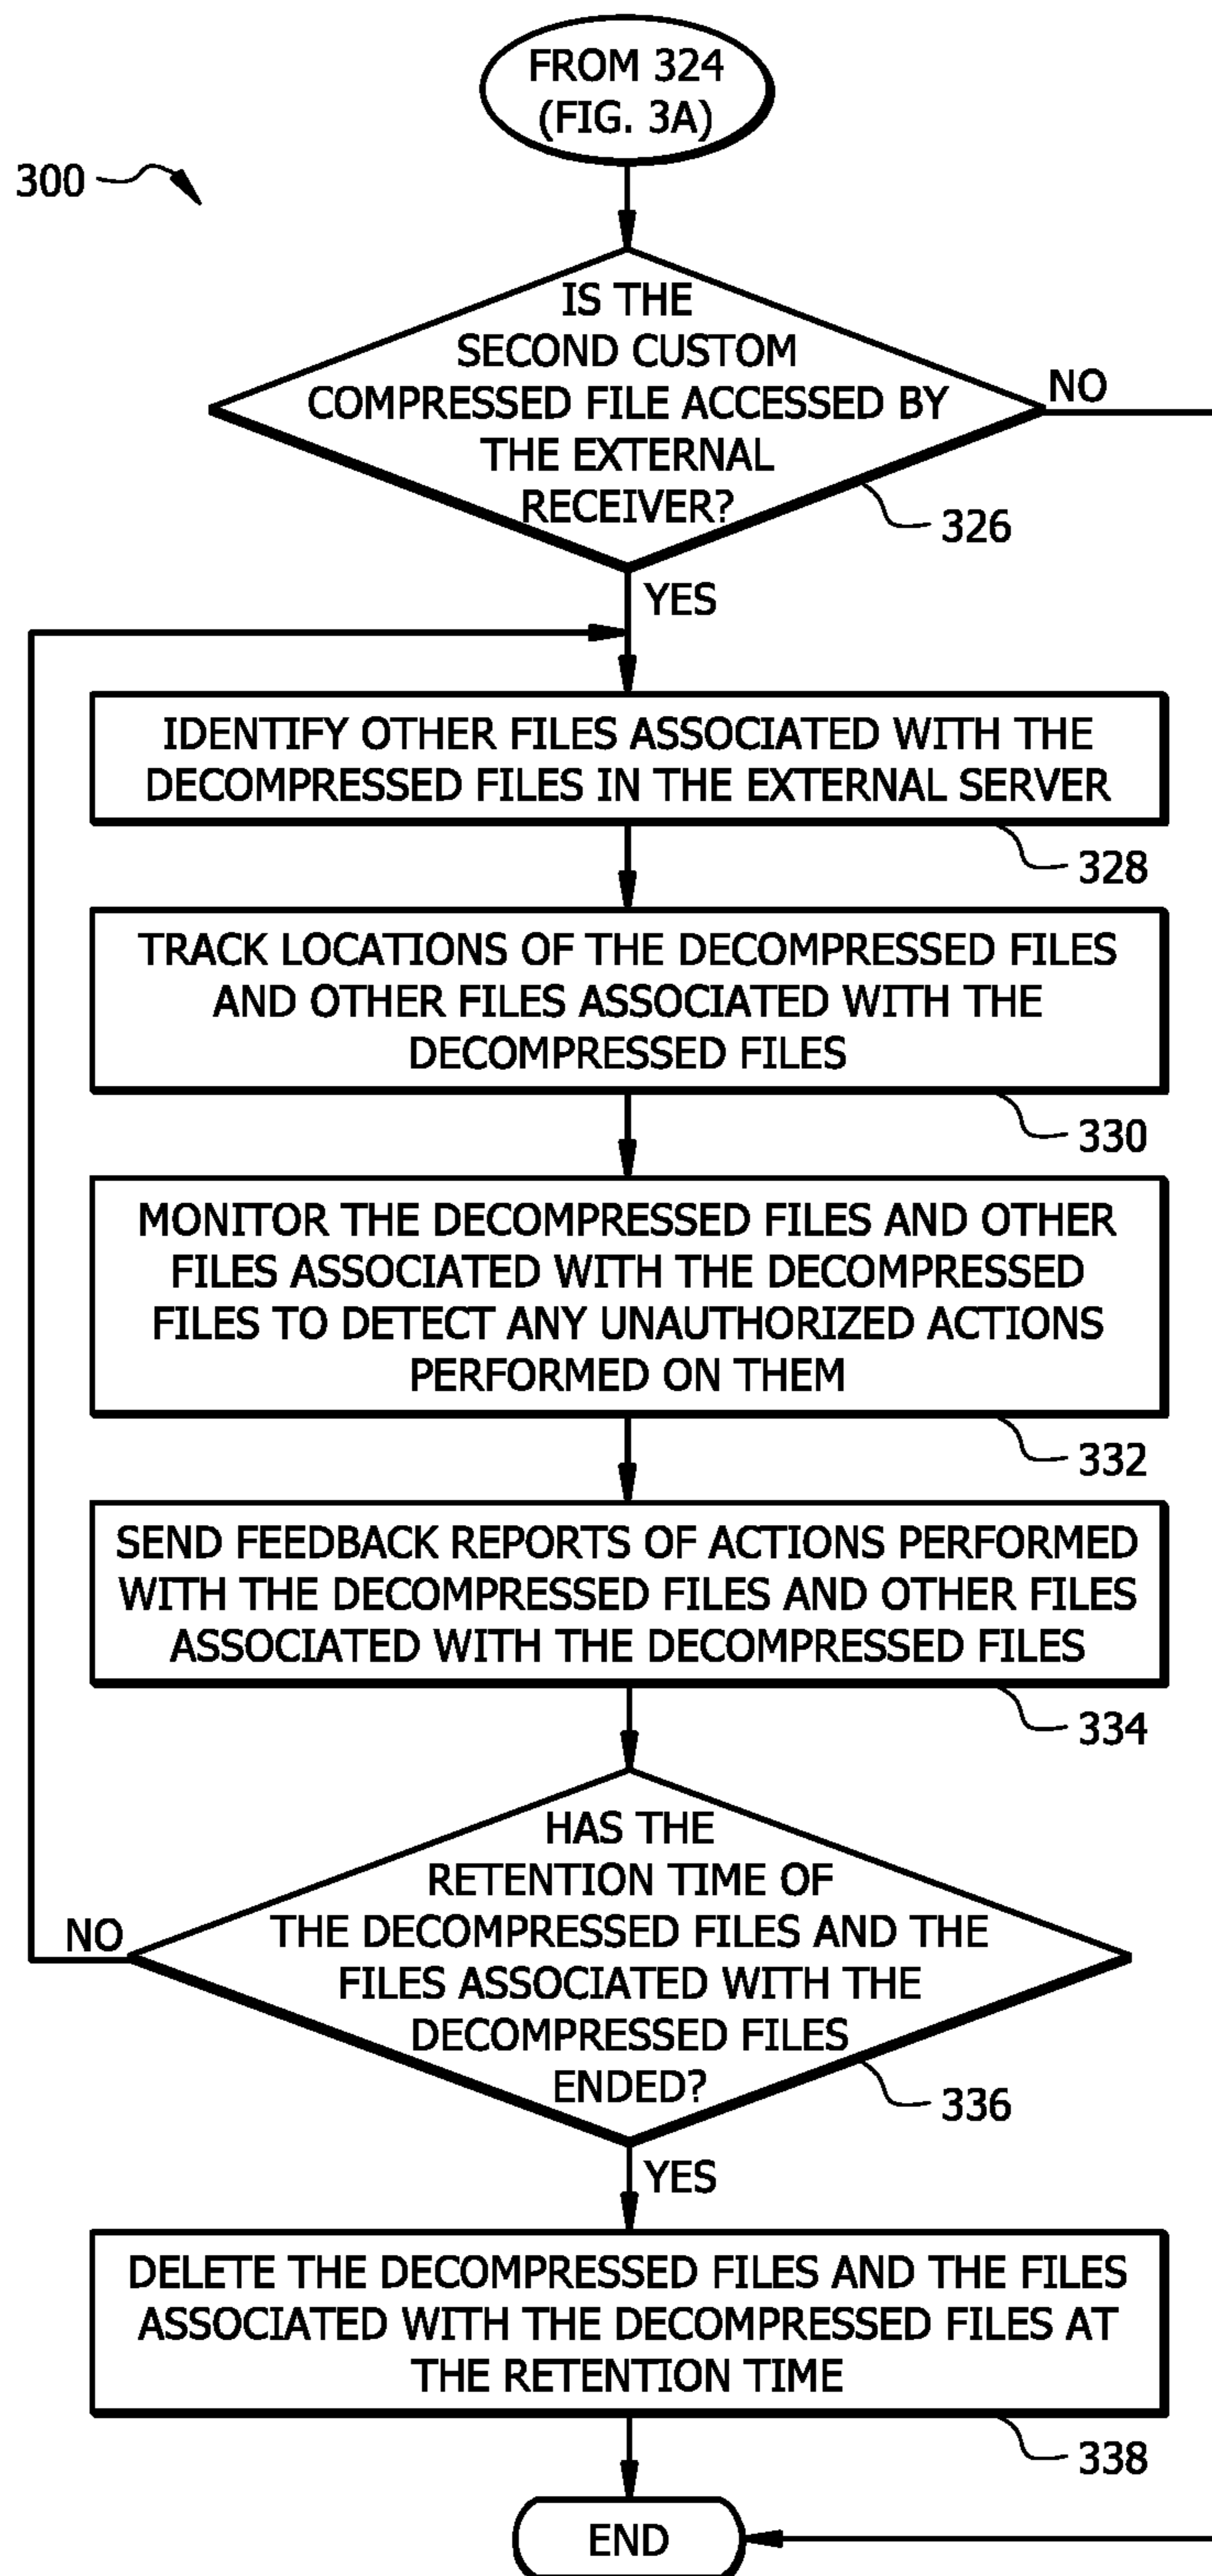 FROM 324
(FIG. 3A)
300
IS THE
SECOND CUSTOM
COMPRESSED FILE ACCESSED BY
THE EXTERNAL
RECEIVER?
NO
326
YES
IDENTIFY OTHER FILES ASSOCIATED WITH THE
DECOMPRESSED FILES IN THE EXTERNAL SERVER
328
TRACK LOCATIONS OF THE DECOMPRESSED FILES
AND OTHER FILES ASSOCIATED WITH THE
DECOMPRESSED FILES
330
MONITOR THE DECOMPRESSED FILES AND OTHER
FILES ASSOCIATED WITH THE DECOMPRESSED
FILES TO DETECT ANY UNAUTHORIZED ACTIONS
PERFORMED ON THEM
332
SEND FEEDBACK REPORTS OF ACTIONS PERFORMED
WITH THE DECOMPRESSED FILES AND OTHER FILES
ASSOCIATED WITH THE DECOMPRESSED FILES
334
HAS THE
RETENTION TIME OF
THE DECOMPRESSED FILES AND THE
FILES ASSOCIATED WITH THE
DECOMPRESSED FILES
ENDED?
NO
336
YES
DELETE THE DECOMPRESSED FILES AND THE FILES
ASSOCIATED WITH THE DECOMPRESSED FILES AT
THE RETENTION TIME
338
END